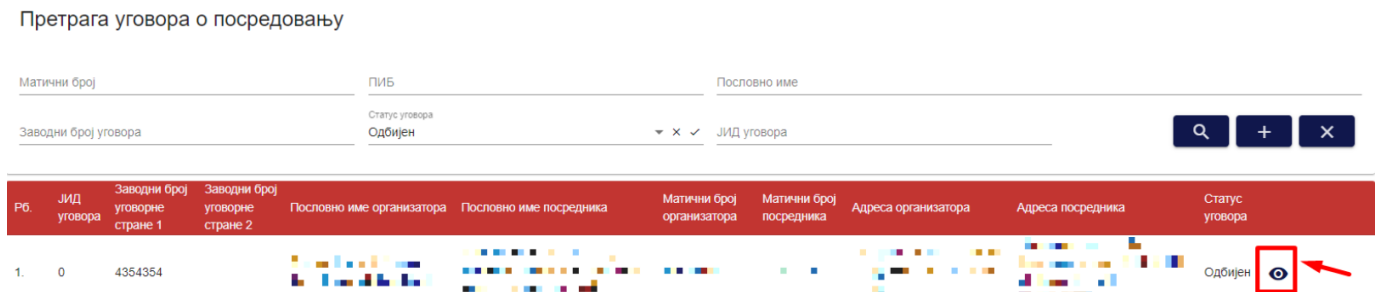 Претрага уговора о посредовању
Матични број ПИБ Пословно име
Статус уговора
Заводни број уговора Одбијен ЈИД уговора
Рб. ЈИД уговора Заводни број уговорне стране 1 Заводни број уговорне стране 2 Пословно име организатора Пословно име посредника Матични број организатора Матични број посредника Адреса организатора Адреса посредника Статус уговора
1. 0 4354354 Одбијен